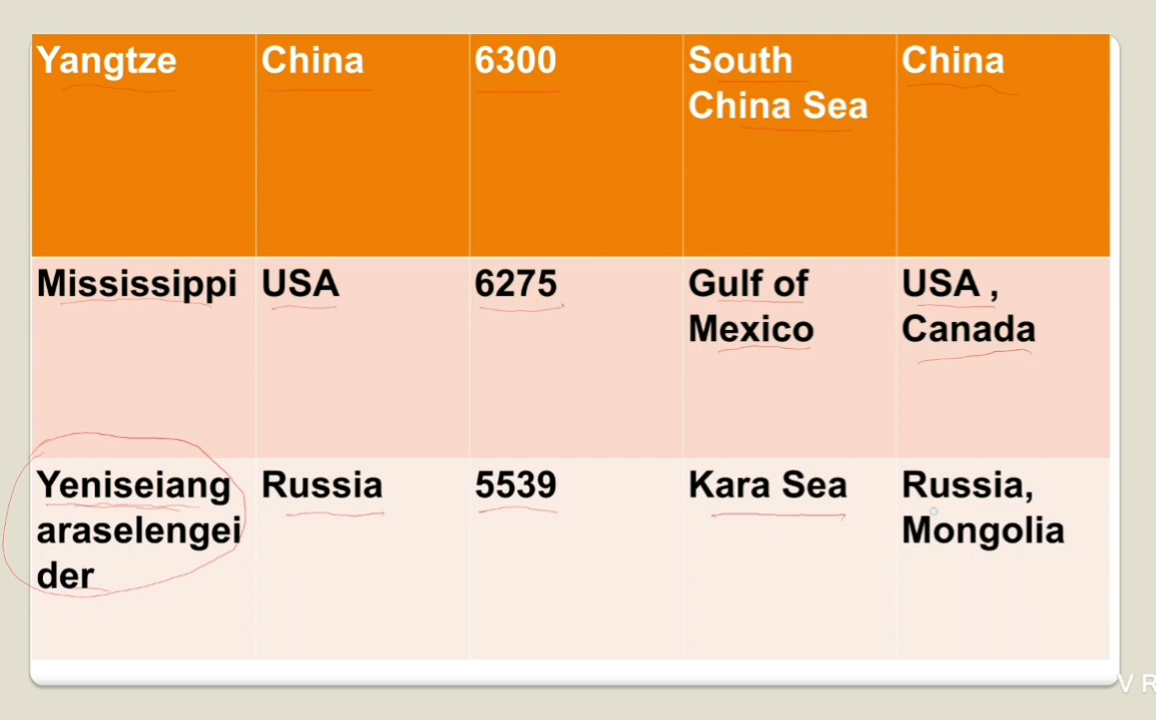 Yangtze China 6300 South China
China Sea
Mississippi USA 6275 Gulf of USA ,
Mexico Canada
Yeniseiang Russia 5539 Kara Sea Russia,
araselengei Mongolia
der
V R